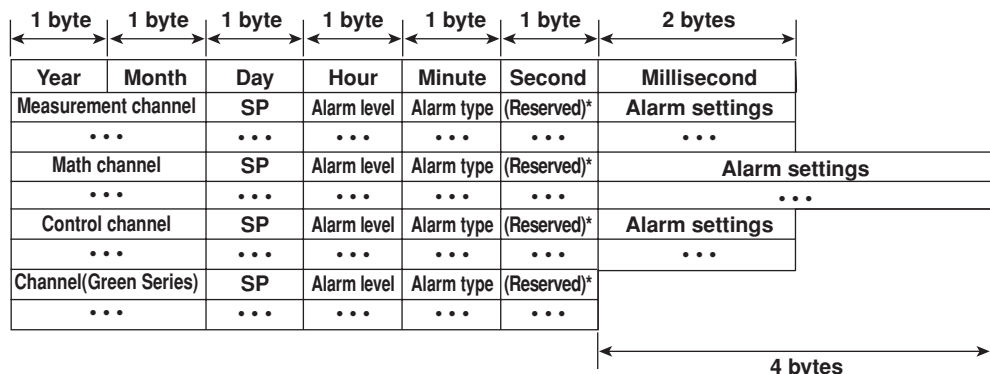 1 byte 1 byte 1 byte 1 byte 1 byte 1 byte 2 bytes
Year Month Day Hour Minute Second Millisecond
Measurement channel SP Alarm level Alarm type (Reserved)* Alarm settings
• • • • • • • • • • • • • • • • • •
Math channel SP Alarm level Alarm type (Reserved)* Alarm settings
• • • • • • • • • • • • • • • • • •
Control channel SP Alarm level Alarm type (Reserved)* Alarm settings
• • • • • • • • • • • • • • • • • •
Channel(Green Series) SP Alarm level Alarm type (Reserved)*
• • • • • • • • • • • • • • •
4 bytes